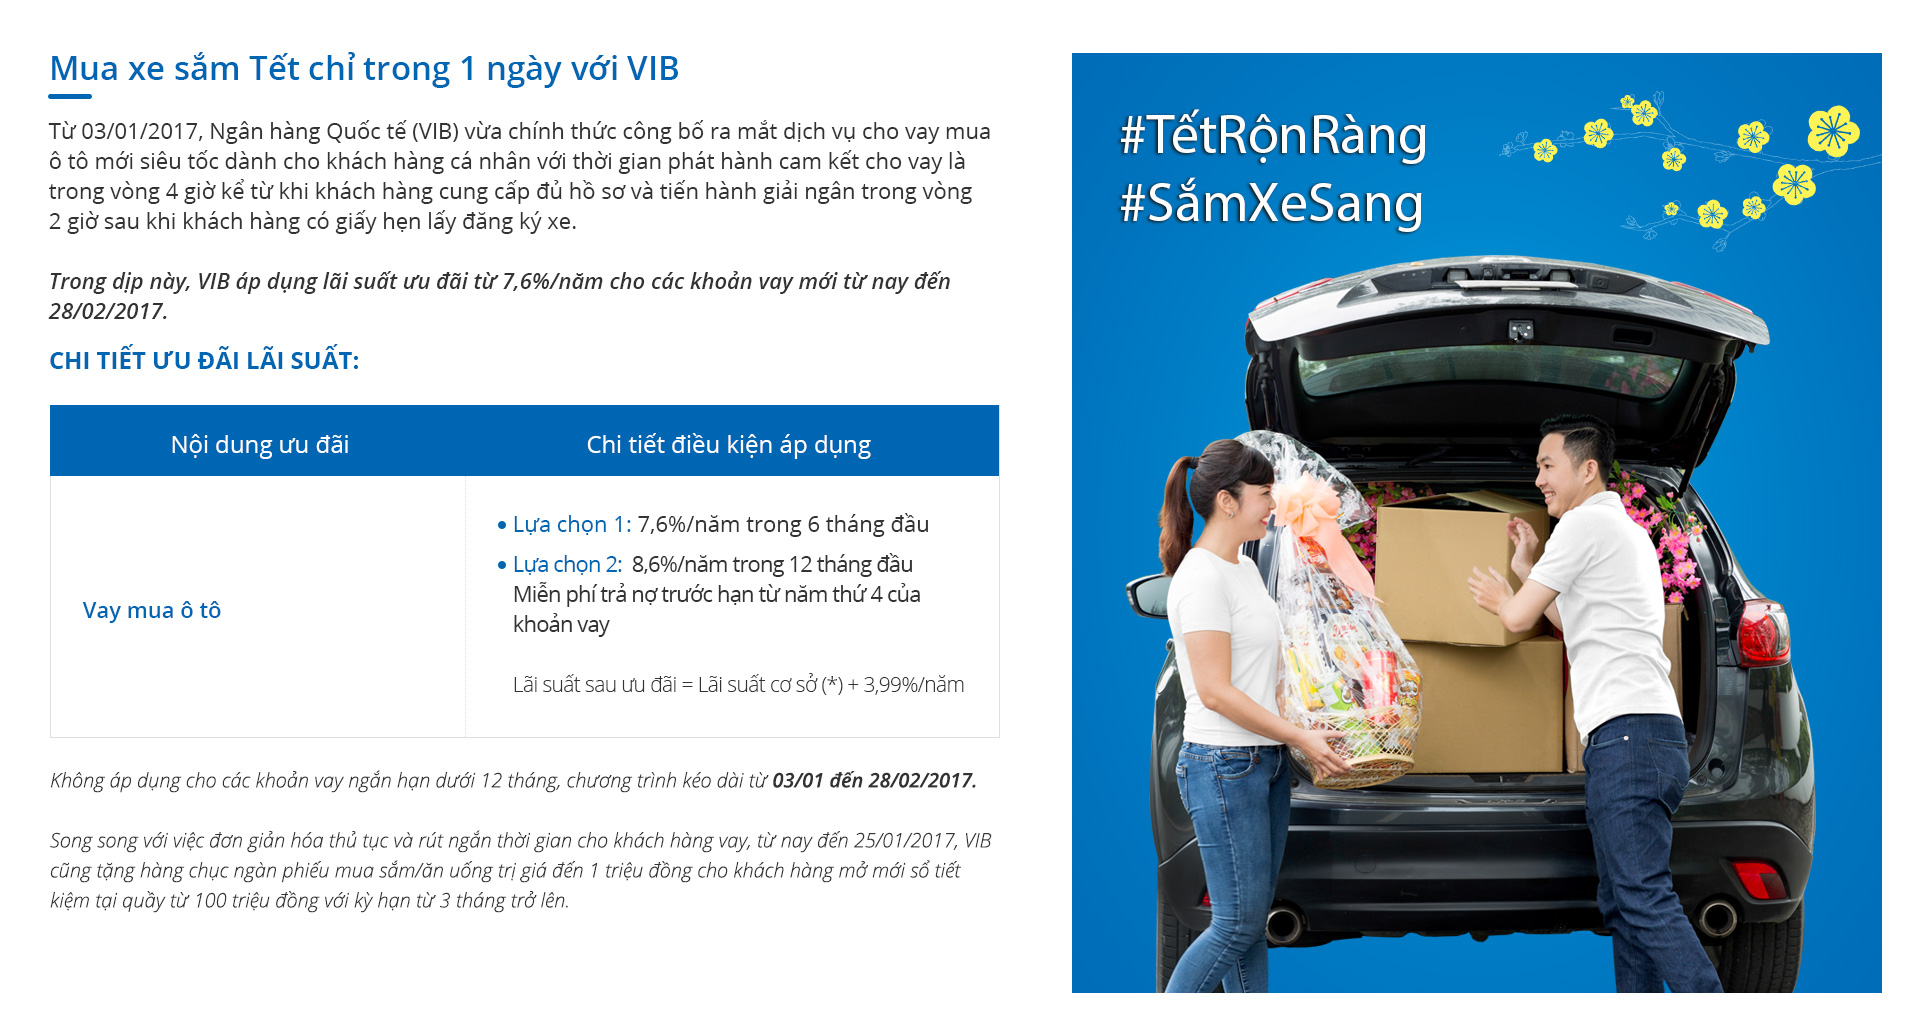 Mua xe sắm Tết chỉ trong 1 ngày với VIB
Từ 03/01/2017, Ngân hàng Quốc tế (VIB) vừa chính thức công bố ra mắt dịch vụ cho vay mua
ô tô mới siêu tốc dành cho khách hàng cá nhân với thời gian phát hành cam kết cho vay là
trong vòng 4 giờ kể từ khi khách hàng cung cấp đủ hồ sơ và tiến hành giải ngân trong vòng
2 giờ sau khi khách hàng có giấy hẹn lấy đăng ký xe.
Trong dịp này, VIB áp dụng lãi suất ưu đãi từ 7,6%/năm cho các khoản vay mới từ nay đến
28/02/2017.
CHI TIẾT ƯU ĐÃI LÃI SUẤT:
Nội dung ưu đãi
Chi tiết điều kiện áp dụng
Vay mua ô tô
• Lựa chọn 1: 7,6%/năm trong 6 tháng đầu
• Lựa chọn 2: 8,6%/năm trong 12 tháng đầu
Miễn phí trả nợ trước hạn từ năm thứ 4 của
khoản vay
Lãi suất sau ưu đãi = Lãi suất cơ sở (*) + 3,99%/năm
Không áp dụng cho các khoản vay ngắn hạn dưới 12 tháng, chương trình kéo dài từ 03/01 đến 28/02/2017.
Song song với việc đơn giản hóa thủ tục và rút ngắn thời gian cho khách hàng vay, từ nay đến 25/01/2017, VIB
cũng tặng hàng chục ngàn phiếu mua sắm/ăn uống trị giá đến 1 triệu đồng cho khách hàng mở mới sổ tiết
kiệm tại quầy từ 100 triệu đồng với kỳ hạn từ 3 tháng trở lên.
#TếtRộnRàng
#SắmXeSang